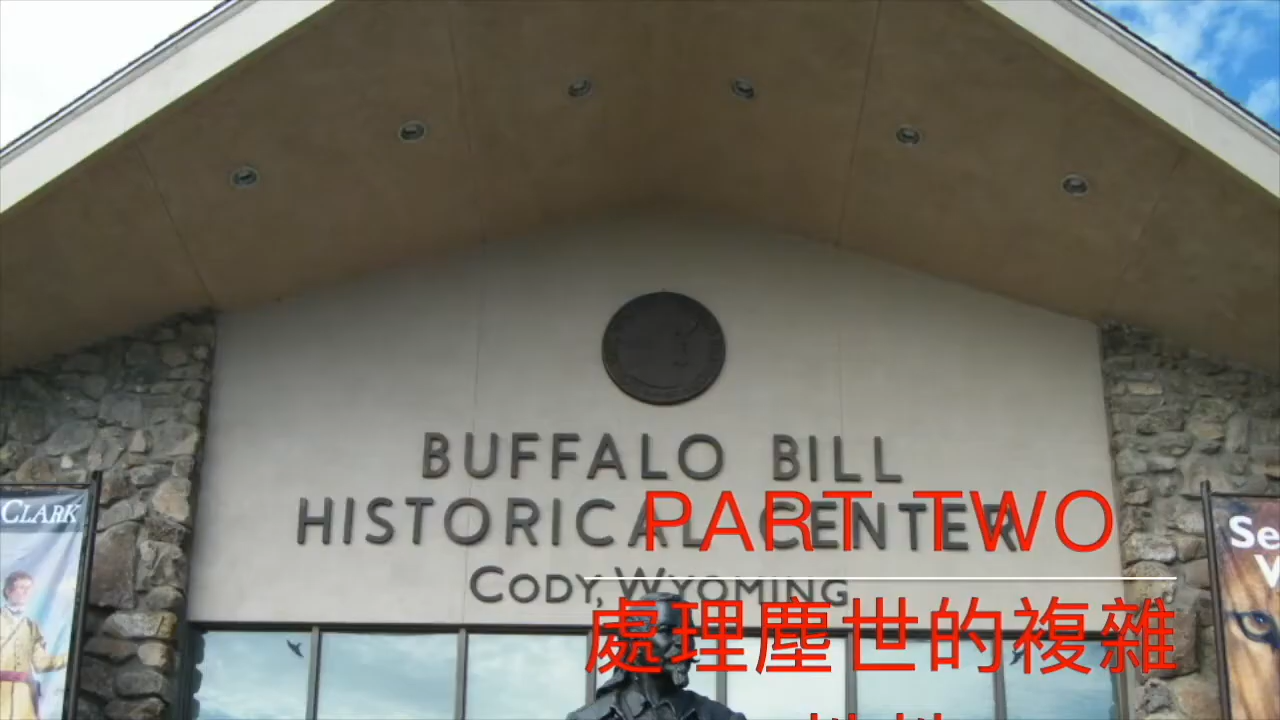 BUFFALO BILL
HISTORICAL CENTER
CODY, WYOMING
PART TWO
處理塵世的複雜
CLARK
Se